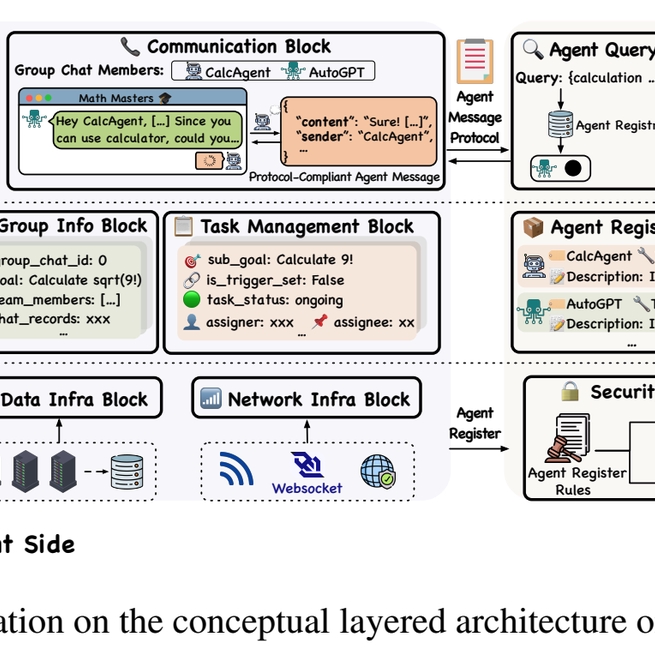 Communication Block
Group Chat Members: CalcAgent AutoGPT
Math Masters
Hey CalcAgent, […] Since you
can use calculator, could you…
{
“content”: “Sure! […]”,
“sender”: “CalcAgent”,
…
}
Protocol-Compliant Agent Message
Agent
Message
Protocol
Agent Query
Query: {calculation ..
Agent Registr
Group Info Block
group_chat_id: 0
oal: Calculate sqrt(9!)
eam_members: […]
hat_records: xxx
…
Task Management Block
sub_goal: Calculate 9!
is_trigger_set: False
task_status: ongoing
assigner: xxx assignee: xx
…
Agent Regis
CalcAgent
Description: I
AutoGPT T
Description: I
…
Data Infra Block
Network Infra Block
Websocket
Agent
Register
Securit
Agent Register
Rules
nt Side
ation on the conceptual layered architecture o